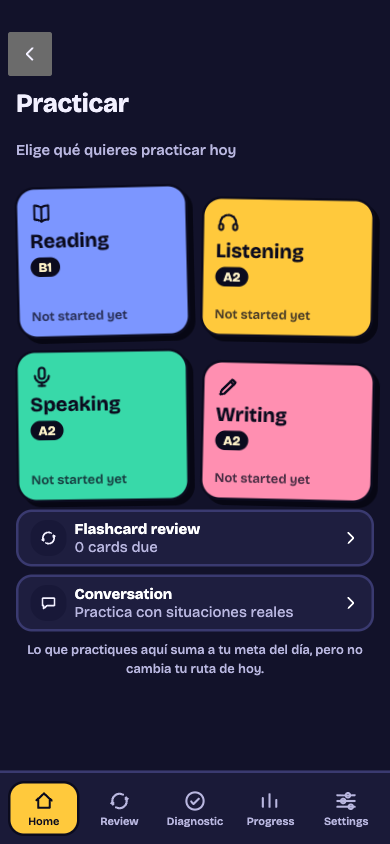 Practicar
Elige qué quieres practicar hoy
Reading
B1
Not started yet
Listening
A2
Not started yet
Speaking
A2
Not started yet
Writing
A2
Not started yet
Flashcard review
0 cards due
Conversation
Practica con situaciones reales
Lo que practiques aquí suma a tu meta del día, pero no
cambia tu ruta de hoy.
Home
Review
Diagnostic
Progress
Settings